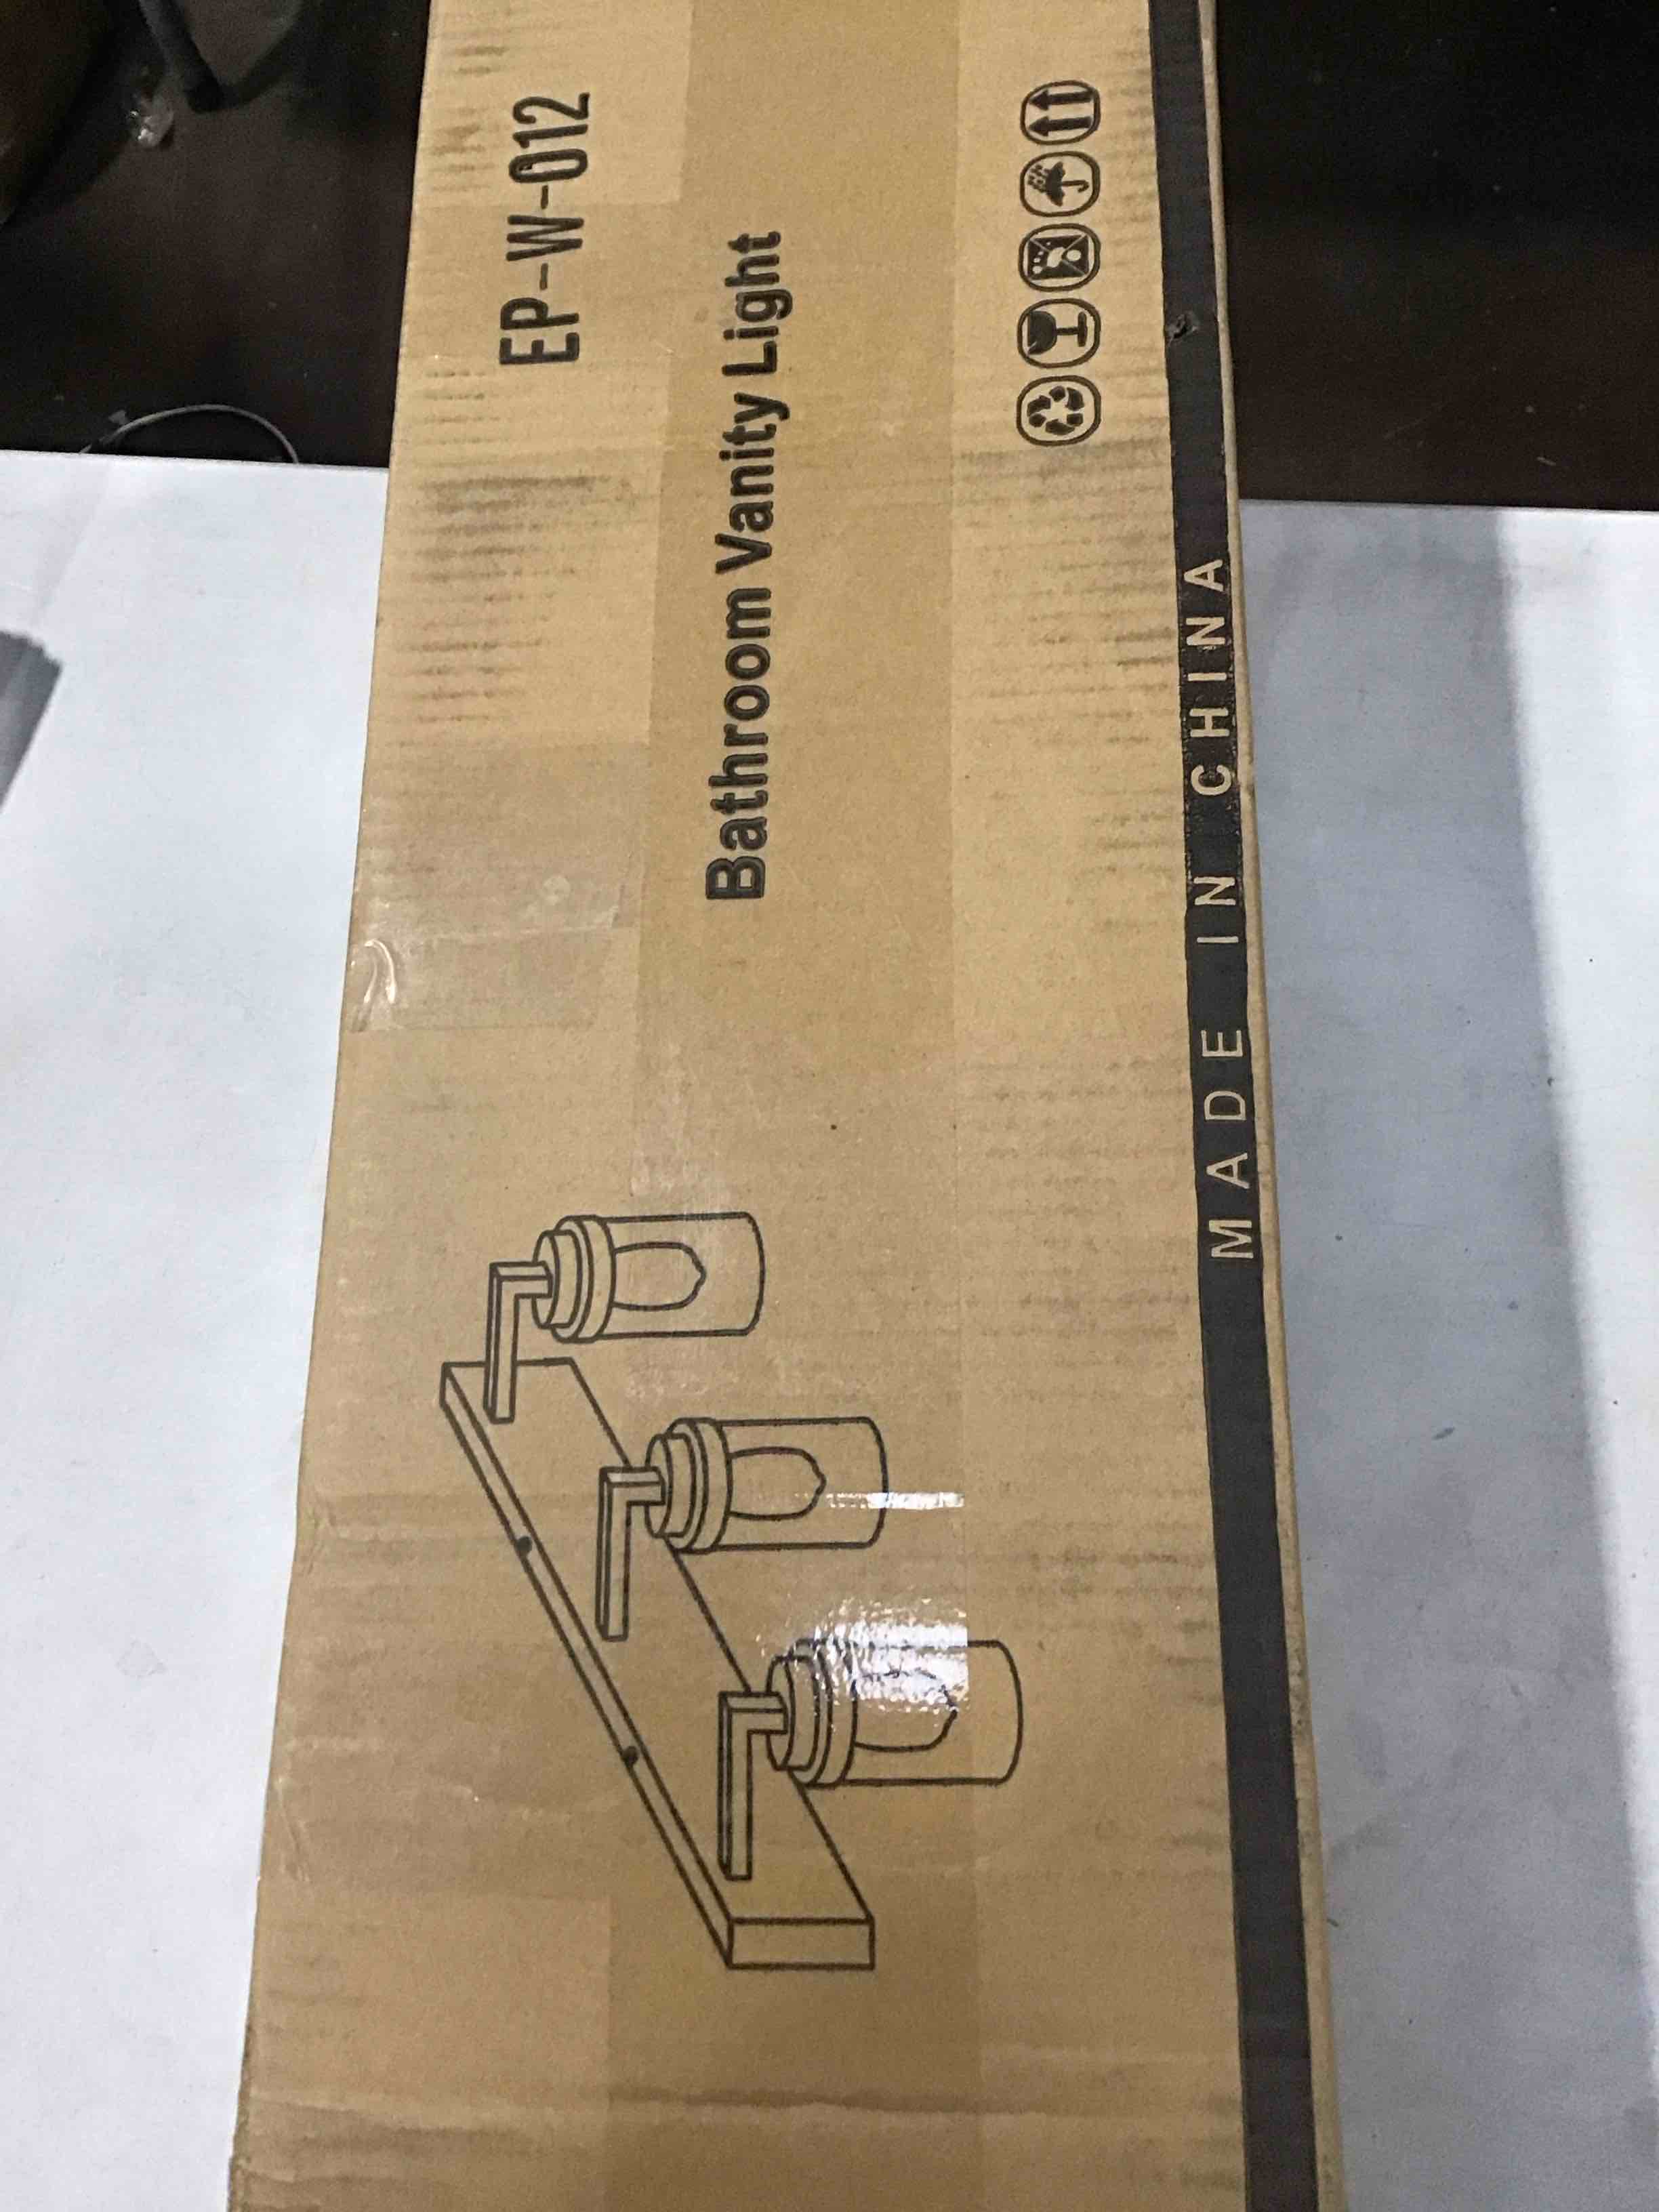 EP-W-012
Bathroom Vanity Light
MADE IN CHINA